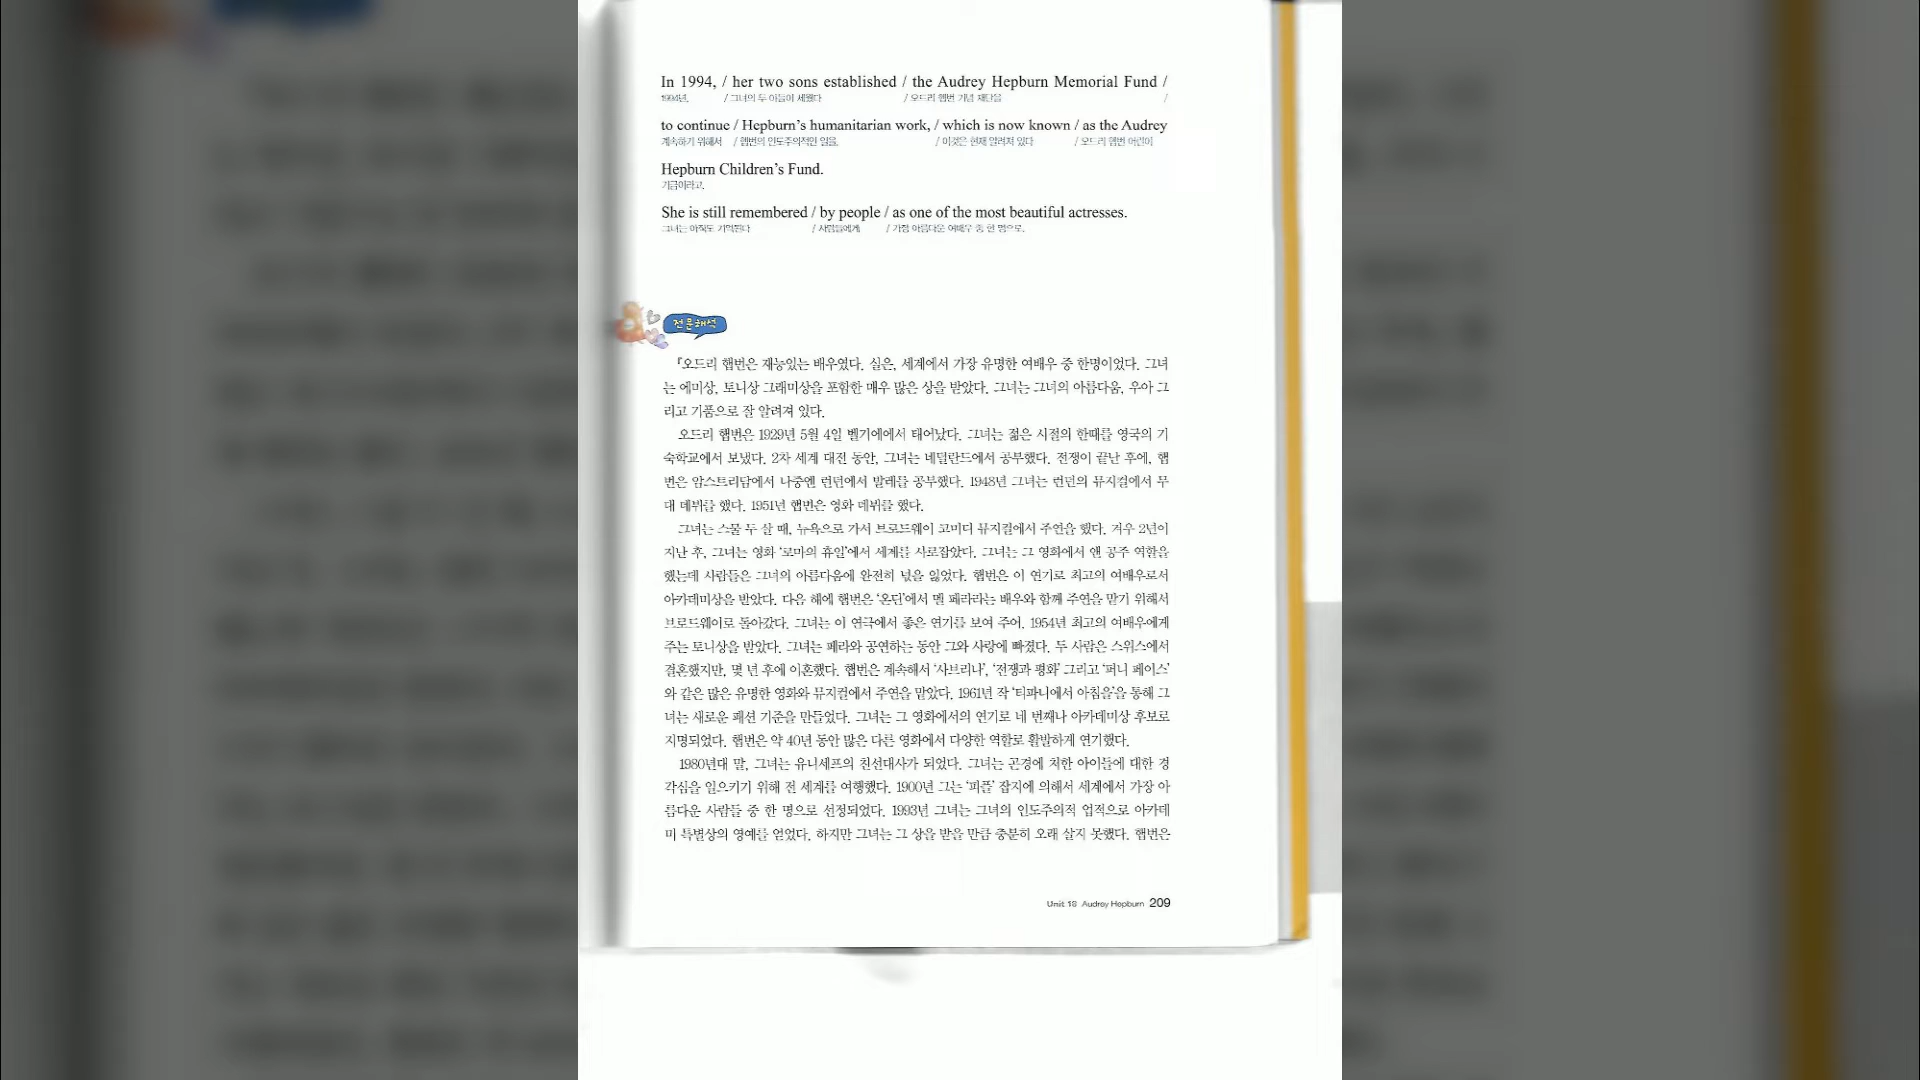 In 1994, / her two sons established / the Audrey Hepburn Memorial Fund /
1994년, / 그녀의 두 아들이 세웠다 / 오드리 햅번 기념 재단을 /
to continue / Hepburn's humanitarian work, / which is now known / as the Audrey
계속하기 위해서 / 햅번의 인도주의적인 일을, / 이것은 현재 알려져 있다 / 오드리 햅번 어린이
Hepburn Children's Fund.
기금이라고.
She is still remembered / by people / as one of the most beautiful actresses.
그녀는 아직도 기억된다 / 사람들에게 / 가장 아름다운 여배우 중 한 명으로.
전문해석
『오드리 햅번은 재능있는 배우였다. 실은, 세계에서 가장 유명한 여배우 중 한명이었다. 그녀
는 에미상, 토니상 그래미상을 포함한 매우 많은 상을 받았다. 그녀는 그녀의 아름다움, 우아 그
리고 기품으로 잘 알려져 있다.
오드리 햅번은 1929년 5월 4일 벨기에에서 태어났다. 그녀는 젊은 시절의 한때를 영국의 기
숙학교에서 보냈다. 2차 세계 대전 동안, 그녀는 네덜란드에서 공부했다. 전쟁이 끝난 후에, 햅
번은 암스트리담에서 나중엔 런던에서 발레를 공부했다. 1948년 그녀는 런던의 뮤지컬에서 무
대 데뷔를 했다. 1951년 햅번은 영화 데뷔를 했다.
그녀는 스물 두 살 때, 뉴욕으로 가서 브로드웨이 코미디 뮤지컬에서 주연을 했다. 겨우 2년이
지난 후, 그녀는 영화 '로마의 휴일'에서 세계를 사로잡았다. 그녀는 그 영화에서 앤 공주 역할을
했는데 사람들은 그녀의 아름다움에 완전히 넋을 잃었다. 햅번은 이 연기로 최고의 여배우로서
아카데미상을 받았다. 다음 해에 햅번은 '온딘'에서 멜 페라라는 배우와 함께 주연을 맡기 위해서
브로드웨이로 돌아갔다. 그녀는 이 연극에서 좋은 연기를 보여 주어, 1954년 최고의 여배우에게
주는 토니상을 받았다. 그녀는 페라와 공연하는 동안 그와 사랑에 빠졌다. 두 사람은 스위스에서
결혼했지만, 몇 년 후에 이혼했다. 햅번은 계속해서 '사브리나', '전쟁과 평화' 그리고 '퍼니 페이스'
와 같은 많은 유명한 영화와 뮤지컬에서 주연을 맡았다. 1961년 작 '티파니에서 아침을'을 통해 그
녀는 새로운 패션 기준을 만들었다. 그녀는 그 영화에서의 연기로 네 번째나 아카데미상 후보로
지명되었다. 햅번은 약 40년 동안 많은 다른 영화에서 다양한 역할로 활발하게 연기했다.
1980년대 말, 그녀는 유니세프의 친선대사가 되었다. 그녀는 곤경에 처한 아이들에 대한 경
각심을 일으키기 위해 전 세계를 여행했다. 1900년 그는 '피플' 잡지에 의해서 세계에서 가장 아
름다운 사람들 중 한 명으로 선정되었다. 1993년 그녀는 그녀의 인도주의적 업적으로 아카데
미 특별상의 영예를 얻었다. 하지만 그녀는 그 상을 받을 만큼 충분히 오래 살지 못했다. 햅번은
Unit 18 Audrey Hepburn 209